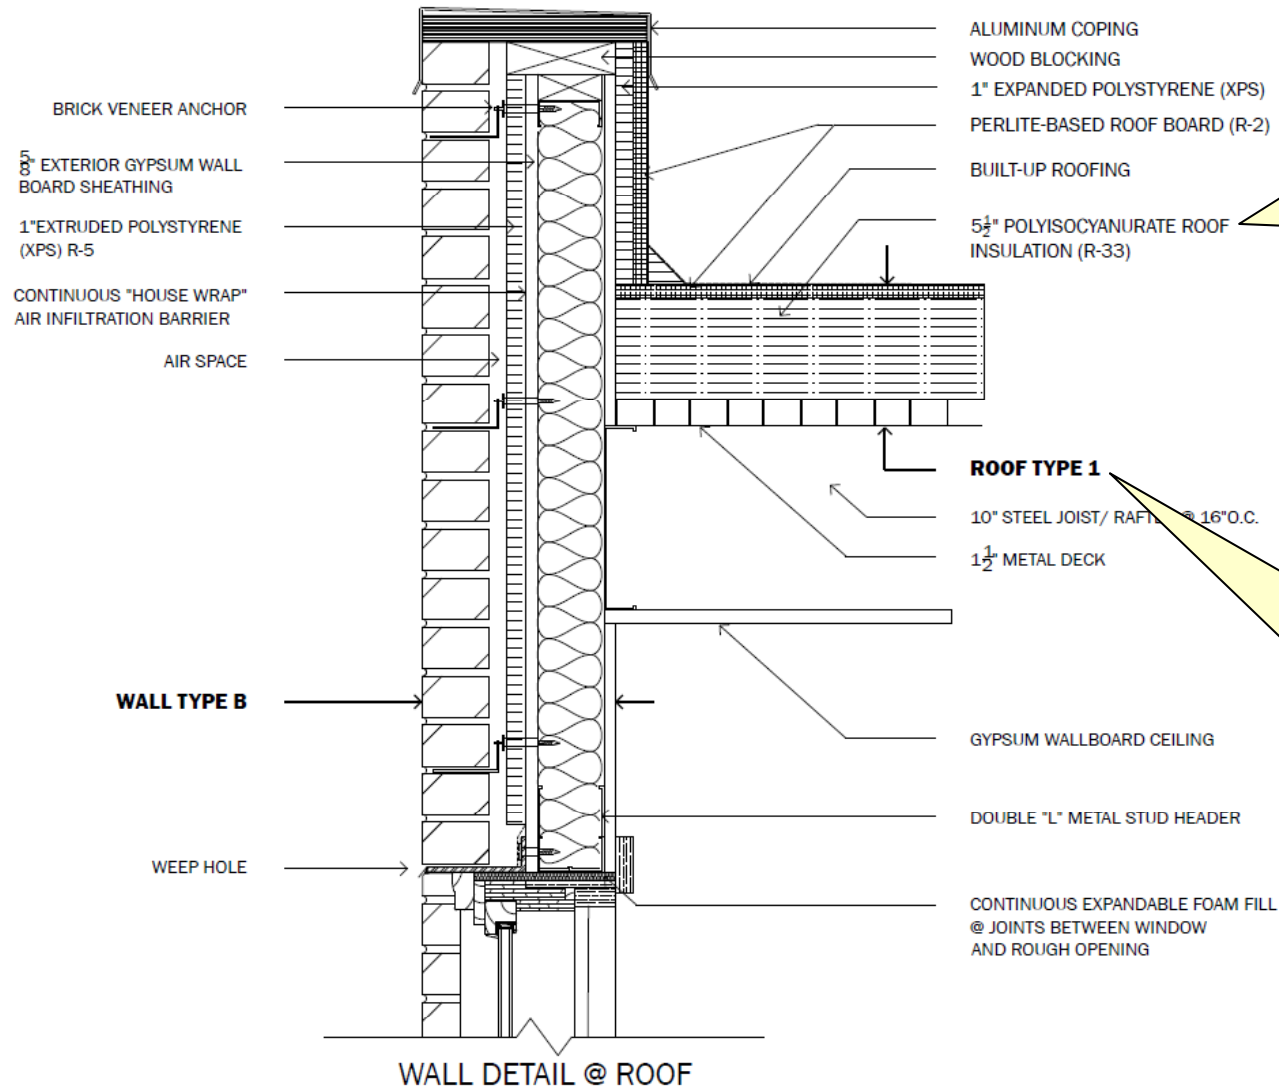 BRICK VENEER ANCHOR
5/8" EXTERIOR GYPSUM WALL
BOARD SHEATHING
1"EXTRUDED POLYSTYRENE
(XPS) R-5
CONTINUOUS "HOUSE WRAP"
AIR INFILTRATION BARRIER
AIR SPACE
WALL TYPE B
WEEP HOLE
ALUMINUM COPING
WOOD BLOCKING
1" EXPANDED POLYSTYRENE (XPS)
PERLITE-BASED ROOF BOARD (R-2)
BUILT-UP ROOFING
5 1/2" POLYISOCYANURATE ROOF
INSULATION (R-33)
ROOF TYPE 1
10" STEEL JOIST/ @ 16"O.C.
1 1/2" METAL DECK
GYPSUM WALLBOARD CEILING
DOUBLE "L" METAL STUD HEADER
CONTINUOUS EXPANDABLE FOAM FILL
@ JOINTS BETWEEN WINDOW
AND ROUGH OPENING
WALL DETAIL @ ROOF